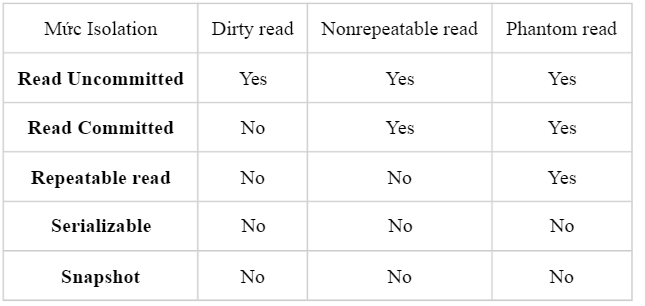 Mức Isolation Dirty read Nonrepeatable read Phantom read
Read Uncommitted Yes Yes Yes
Read Committed No Yes Yes
Repeatable read No No Yes
Serializable No No No
Snapshot No No No